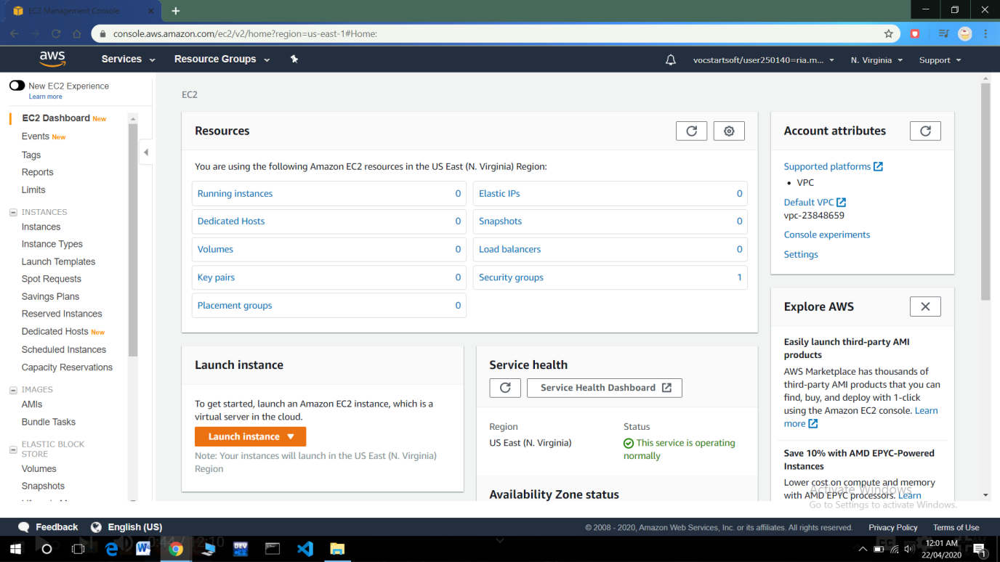 EC2 Management Console
console.aws.amazon.com/ec2/v2/home?region=us-east-1#Home:
aws
Services
Resource Groups
vocstartsoft/user250140=ria.m...
N. Virginia
Support
New EC2 Experience
Learn more
EC2 Dashboard New
Events New
Tags
Reports
Limits
INSTANCES
Instances
Instance Types
Launch Templates
Spot Requests
Savings Plans
Reserved Instances
Dedicated Hosts New
Scheduled Instances
Capacity Reservations
IMAGES
AMIs
Bundle Tasks
ELASTIC BLOCK
STORE
Volumes
Snapshots
EC2
Resources
You are using the following Amazon EC2 resources in the US East (N. Virginia) Region:
Running instances 0
Elastic IPs 0
Dedicated Hosts 0
Snapshots 0
Volumes 0
Load balancers 0
Key pairs 0
Security groups 1
Placement groups 0
Launch instance
To get started, launch an Amazon EC2 instance, which is a
virtual server in the cloud.
Launch instance
Note: Your instances will launch in the US East (N. Virginia)
Region
Service health
Service Health Dashboard
Region
Status
US East (N. Virginia)
This service is operating
normally
Availability Zone status
Account attributes
Supported platforms
• VPC
Default VPC
vpc-23848659
Console experiments
Settings
Explore AWS
Easily launch third-party AMI
products
AWS Marketplace has thousands of
third-party AMI products that you can
find, buy, and deploy with 1-click
using the Amazon EC2 console. Learn
more
Save 10% with AMD EPYC-Powered
Instances
Lower cost on compute and memory
with AMD EPYC processors. Learn
Activate Windows
Go to Settings to activate Windows.
Feedback
English (US)
© 2008 - 2020, Amazon Web Services, Inc. or its affiliates. All rights reserved.
Privacy Policy
Terms of Use
0:44 / 12:10
DEV
12:01 AM
22/04/2020
1